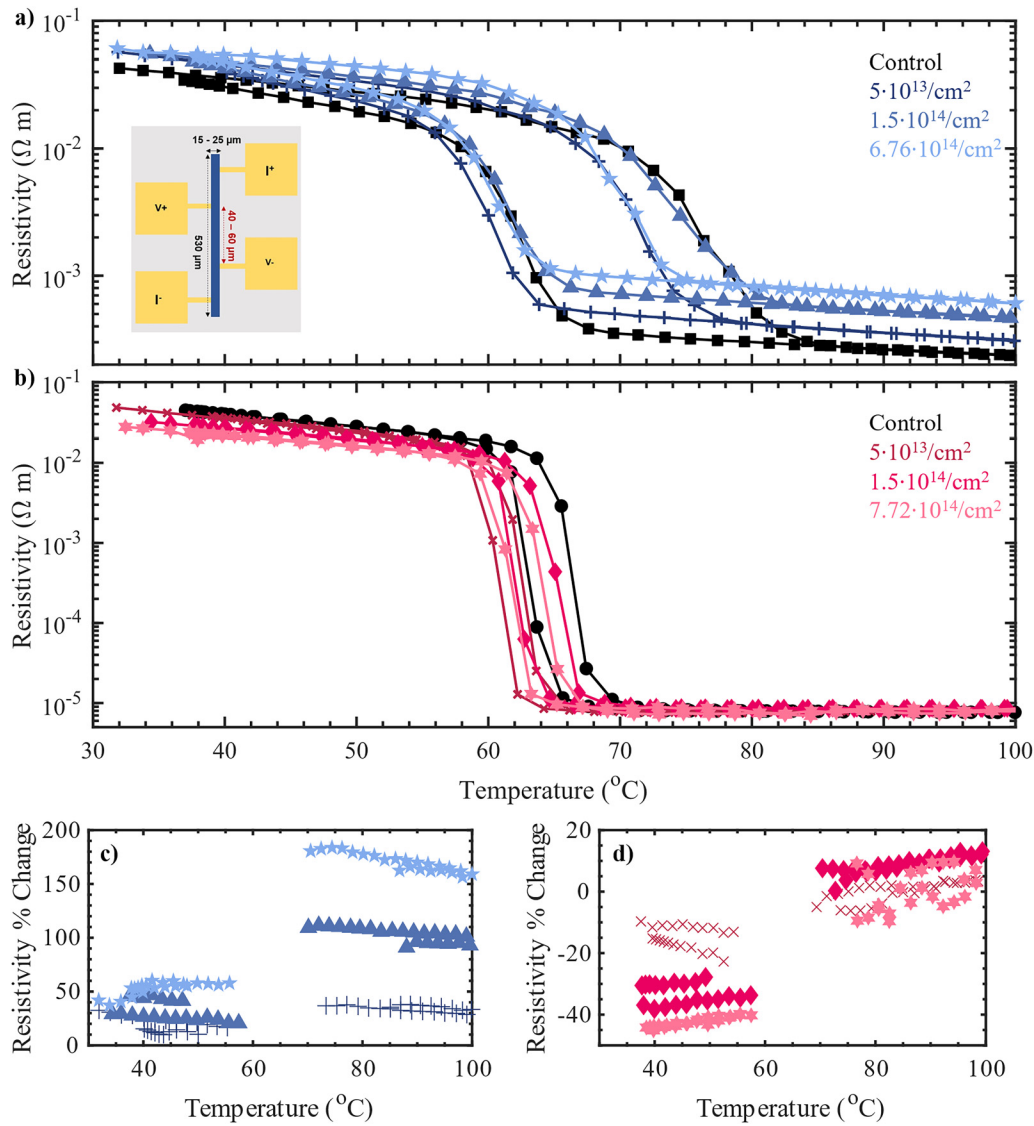 a)
10⁻¹
10⁻²
10⁻³
Resistivity (Ω m)
Control
5·10¹³/cm²
1.5·10¹⁴/cm²
6.76·10¹⁴/cm²
15 - 25 µm
I⁺
V+
530 µm
40 – 60 µm
V-
I⁻
b)
10⁻¹
10⁻²
10⁻³
10⁻⁴
10⁻⁵
Resistivity (Ω m)
Control
5·10¹³/cm²
1.5·10¹⁴/cm²
7.72·10¹⁴/cm²
30 40 50 60 70 80 90 100
Temperature (°C)
c)
200
150
100
50
0
Resistivity % Change
40 60 80 100
Temperature (°C)
d)
20
0
-20
-40
Resistivity % Change
40 60 80 100
Temperature (°C)